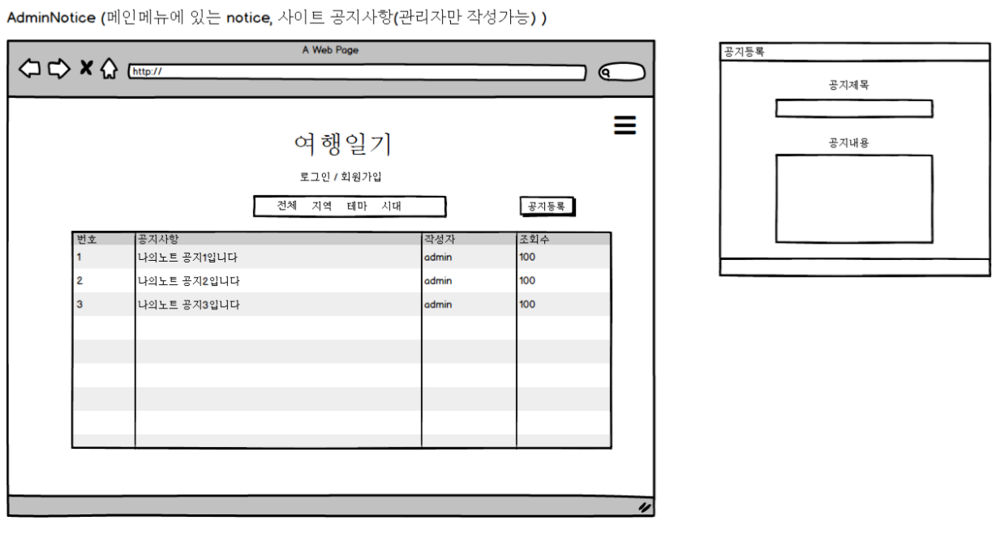 AdminNotice (메인메뉴에 있는 notice, 사이트 공지사항(관리자만 작성가능) )
A Web Page
http://
여행일기
로그인 / 회원가입
전체 지역 테마 시대
공지등록
번호 공지사항 작성자 조회수
1 나의노트 공지1입니다 admin 100
2 나의노트 공지2입니다 admin 100
3 나의노트 공지3입니다 admin 100
공지등록
공지제목
공지내용